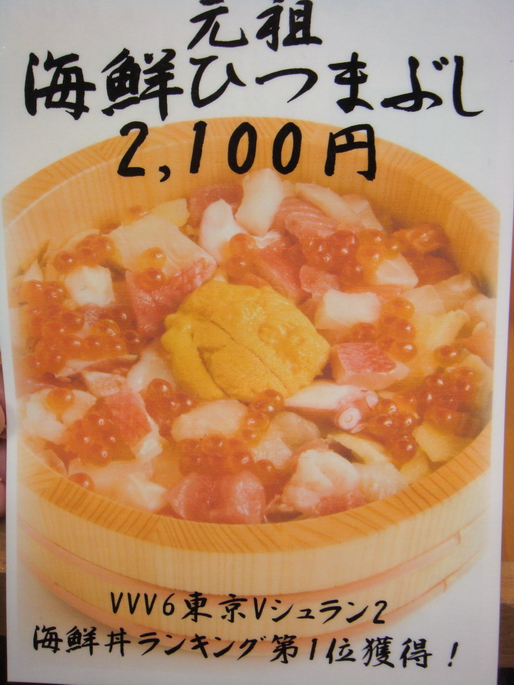 元祖
海鮮ひつまぶし
2,100円
VVV6東京Vシュラン2
海鮮丼ランキング第1位獲得!